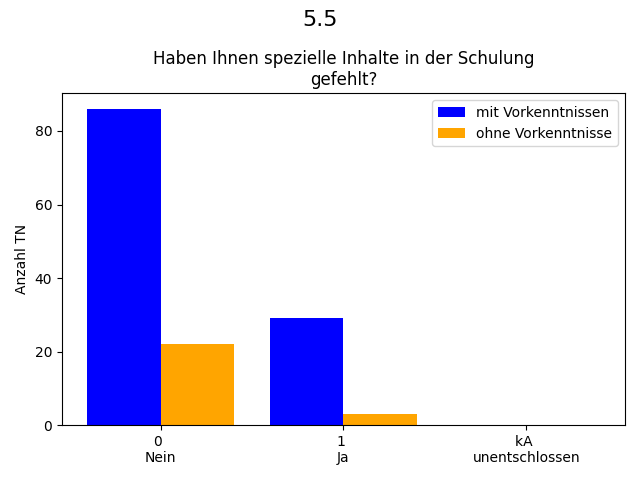 5.5
Haben Ihnen spezielle Inhalte in der Schulung
gefehlt?
mit Vorkenntnissen
ohne Vorkenntnisse
Anzahl TN
80
60
40
20
0
0
Nein
1
Ja
kA
unentschlossen